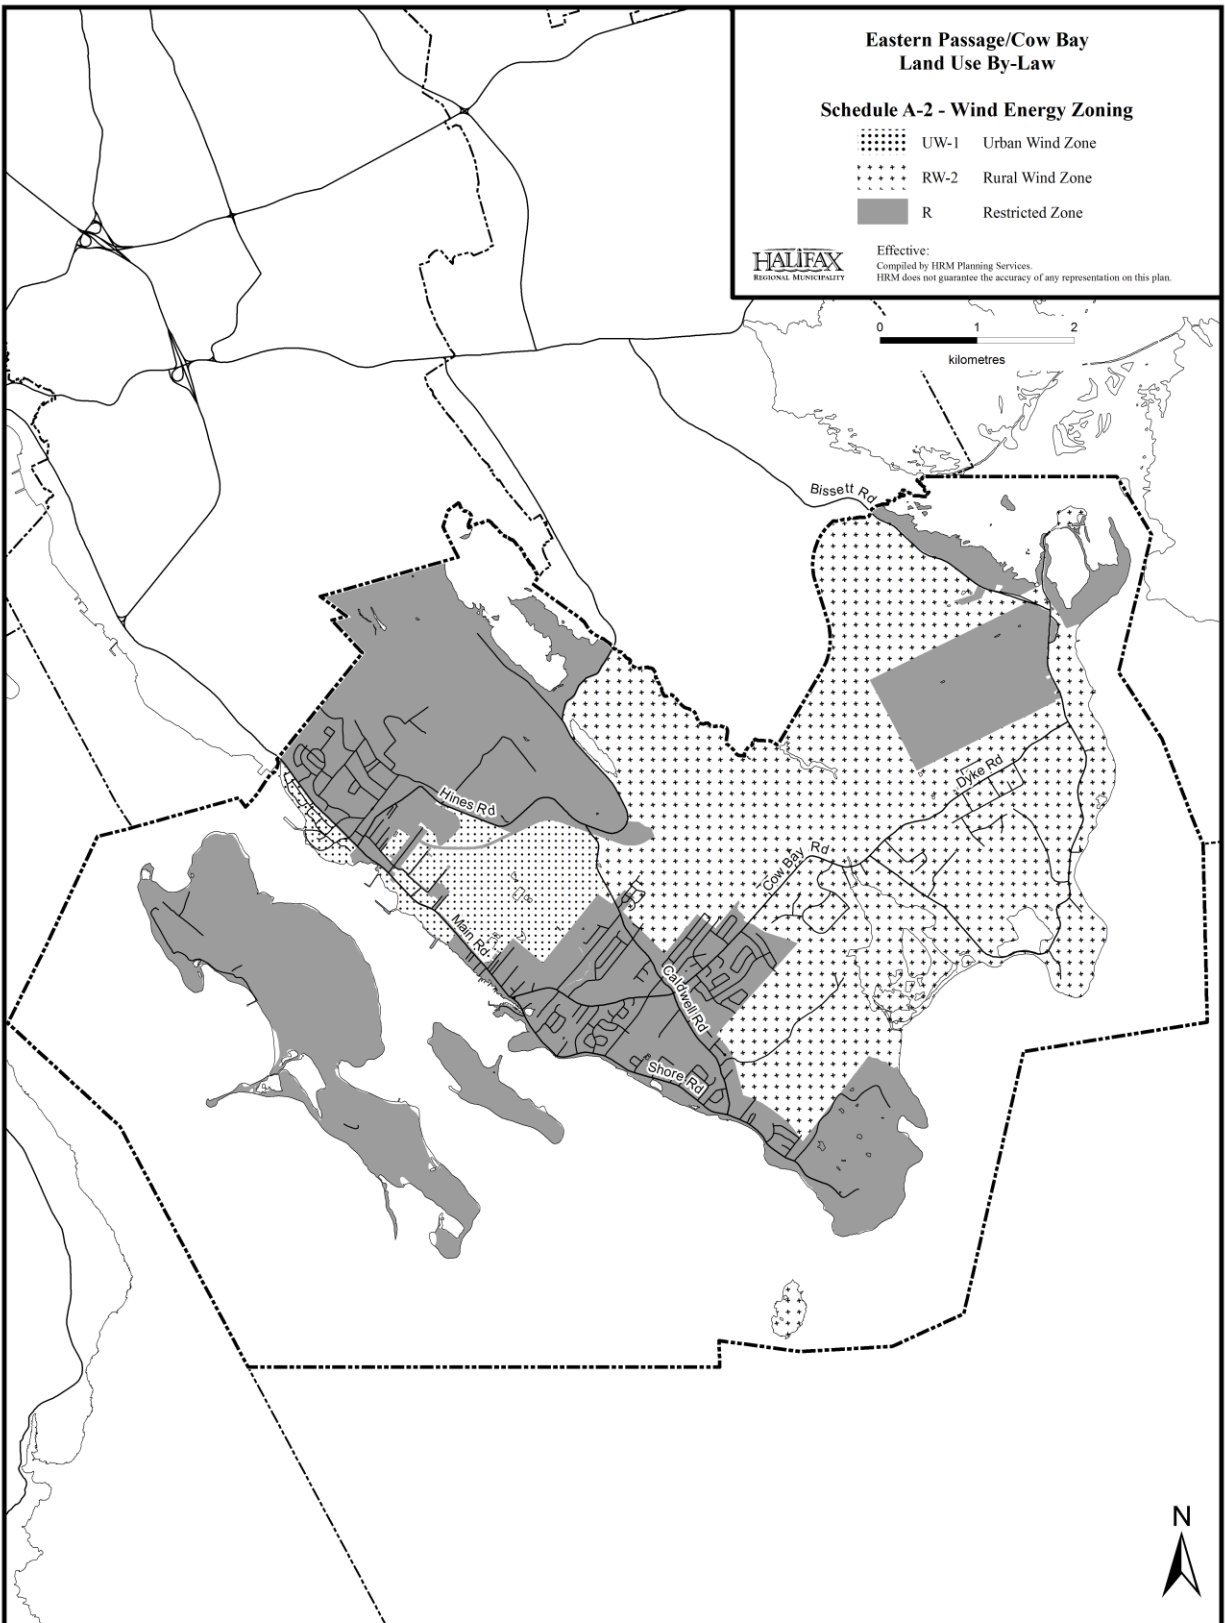 Eastern Passage/Cow Bay
Land Use By-Law
Schedule A-2 - Wind Energy Zoning
UW-1 Urban Wind Zone
RW-2 Rural Wind Zone
R Restricted Zone
HALIFAX
REGIONAL MUNICIPALITY
Effective:
Compiled by HRM Planning Services.
HRM does not guarantee the accuracy of any representation on this plan.
0 1 2
kilometres
Bissett Rd
Dyke Rd
Hines Rd
Cow Bay Rd
Main Rd
Caldwell Rd
Shore Rd
N